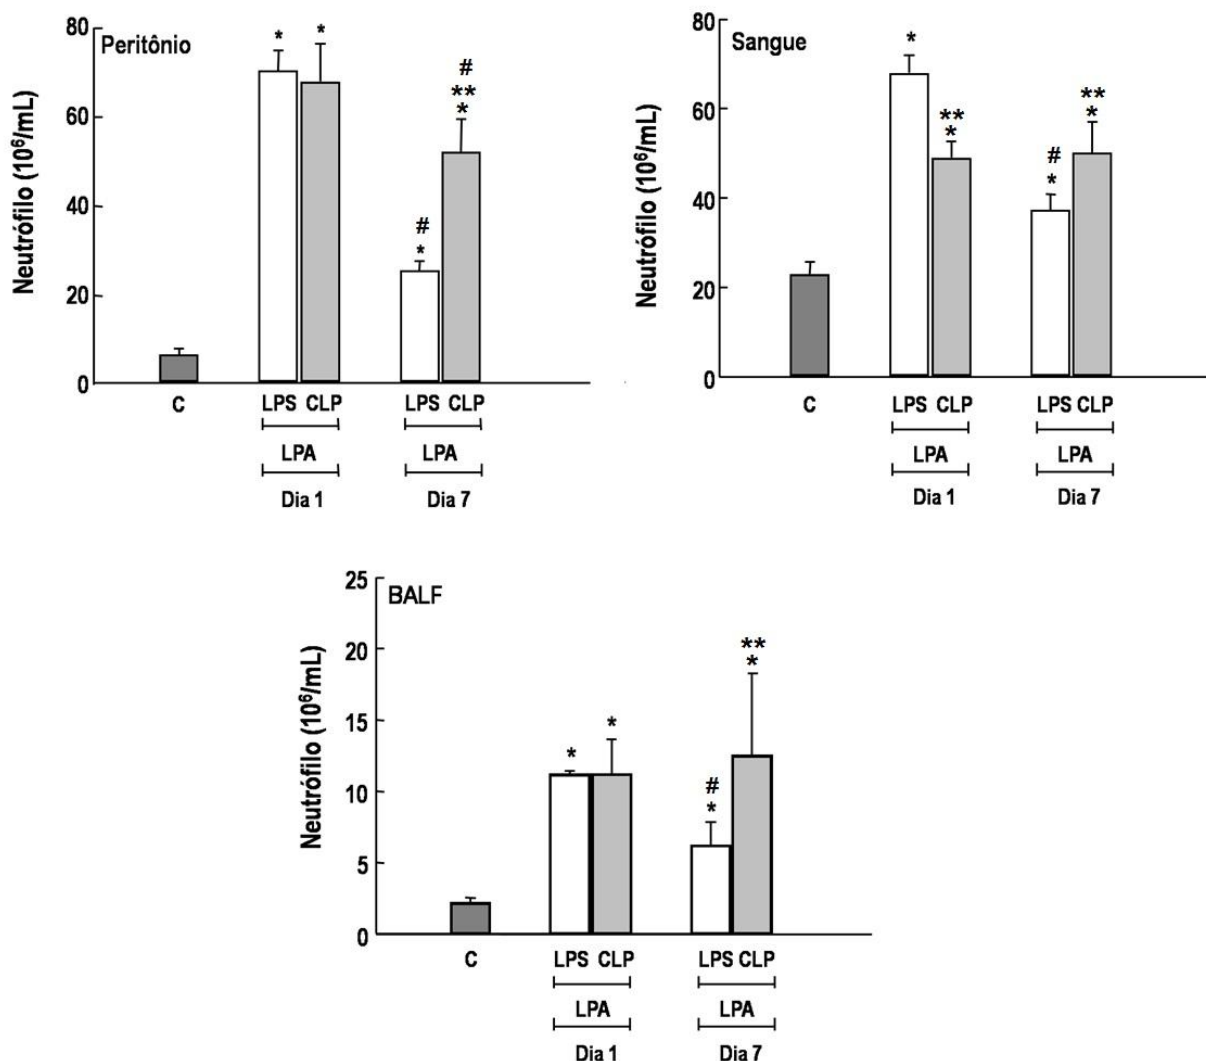 Peritônio
Neutrófilo (10⁶/mL)
80
60
40
20
0
* *
#
**
*
#
*
C LPS CLP LPS CLP
LPA LPA
Dia 1 Dia 7
Sangue
Neutrófilo (10⁶/mL)
80
60
40
20
0
*
**
*
#
*
**
*
C LPS CLP LPS CLP
LPA LPA
Dia 1 Dia 7
BALF
Neutrófilo (10⁶/mL)
25
20
15
10
5
0
* *
#
*
**
*
C LPS CLP LPS CLP
LPA LPA
Dia 1 Dia 7